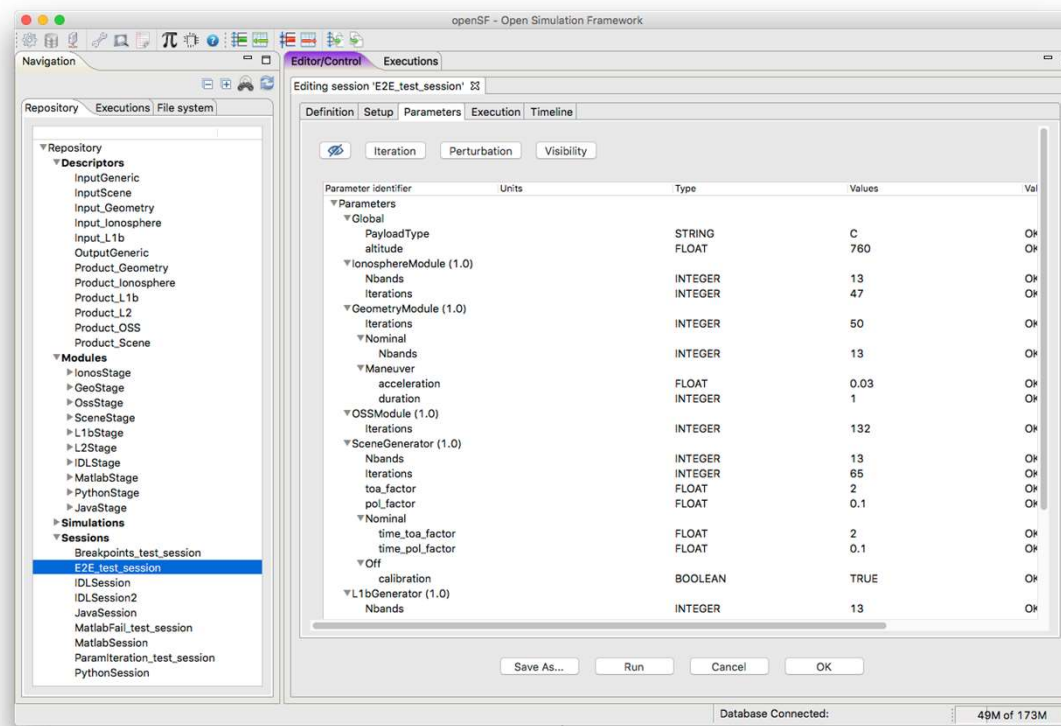 openSF - Open Simulation Framework
Navigation
Repository Executions File system
Repository
Descriptors
InputGeneric
InputScene
Input_Geometry
Input_Ionosphere
Input_L1b
OutputGeneric
Product_Geometry
Product_Ionosphere
Product_L1b
Product_L2
Product_OSS
Product_Scene
Modules
IonosStage
GeoStage
OssStage
SceneStage
L1bStage
L2Stage
IDLStage
MatlabStage
PythonStage
JavaStage
Simulations
Sessions
Breakpoints_test_session
E2E_test_session
IDLSession
IDLSession2
JavaSession
MatlabFail_test_session
MatlabSession
ParamIteration_test_session
PythonSession
Editor/Control Executions
Editing session 'E2E_test_session'
Definition Setup Parameters Execution Timeline
Iteration Perturbation Visibility
Parameter identifier Units Type Values Val
Parameters
Global
PayloadType STRING C OK
altitude FLOAT 760 OK
IonosphereModule (1.0)
Nbands INTEGER 13 OK
Iterations INTEGER 47 OK
GeometryModule (1.0)
Iterations INTEGER 50 OK
Nominal
Nbands INTEGER 13 OK
Maneuver
acceleration FLOAT 0.03 OK
duration INTEGER 1 OK
OSSModule (1.0)
Iterations INTEGER 132 OK
SceneGenerator (1.0)
Nbands INTEGER 13 OK
Iterations INTEGER 65 OK
toa_factor FLOAT 2 OK
pol_factor FLOAT 0.1 OK
Nominal
time_toa_factor FLOAT 2 OK
time_pol_factor FLOAT 0.1 OK
Off
calibration BOOLEAN TRUE OK
L1bGenerator (1.0)
Nbands INTEGER 13 OK
Save As... Run Cancel OK
Database Connected: 49M of 173M